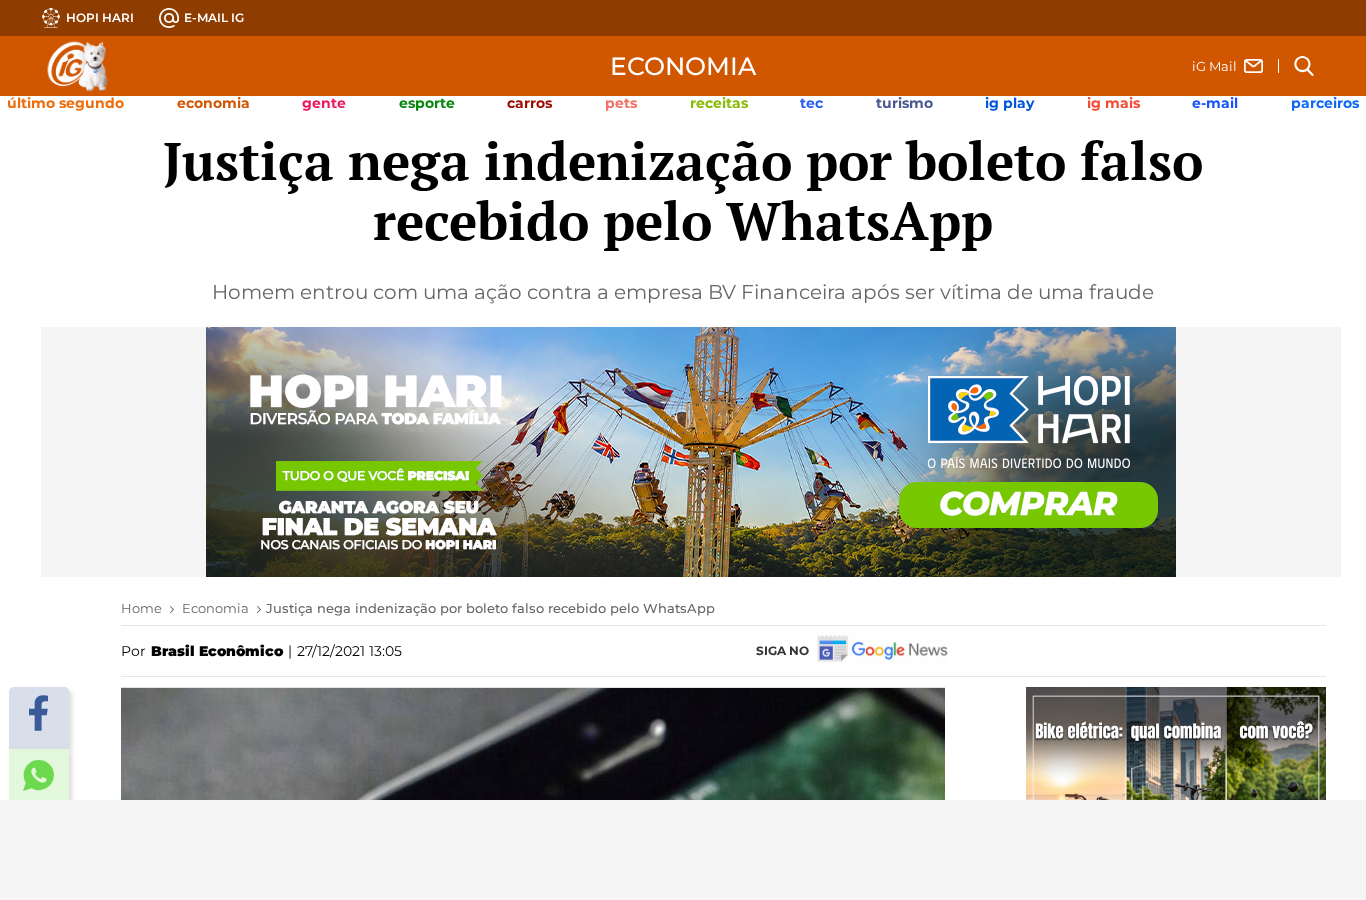 HOPI HARI
E-MAIL IG
iG
ECONOMIA
iG Mail
último segundo economia gente esporte carros pets receitas tec turismo ig play ig mais e-mail parceiros
Justiça nega indenização por boleto falso
recebido pelo WhatsApp
Homem entrou com uma ação contra a empresa BV Financeira após ser vítima de uma fraude
HOPI HARI
DIVERSÃO PARA TODA FAMÍLIA
TUDO O QUE VOCÊ PRECISA!
GARANTA AGORA SEU
FINAL DE SEMANA
NOS CANAIS OFICIAIS DO HOPI HARI
HOPI
HARI
O PAÍS MAIS DIVERTIDO DO MUNDO
COMPRAR
Home > Economia > Justiça nega indenização por boleto falso recebido pelo WhatsApp
Por Brasil Econômico | 27/12/2021 13:05
SIGA NO Google News
Bike elétrica: qual combina com você?